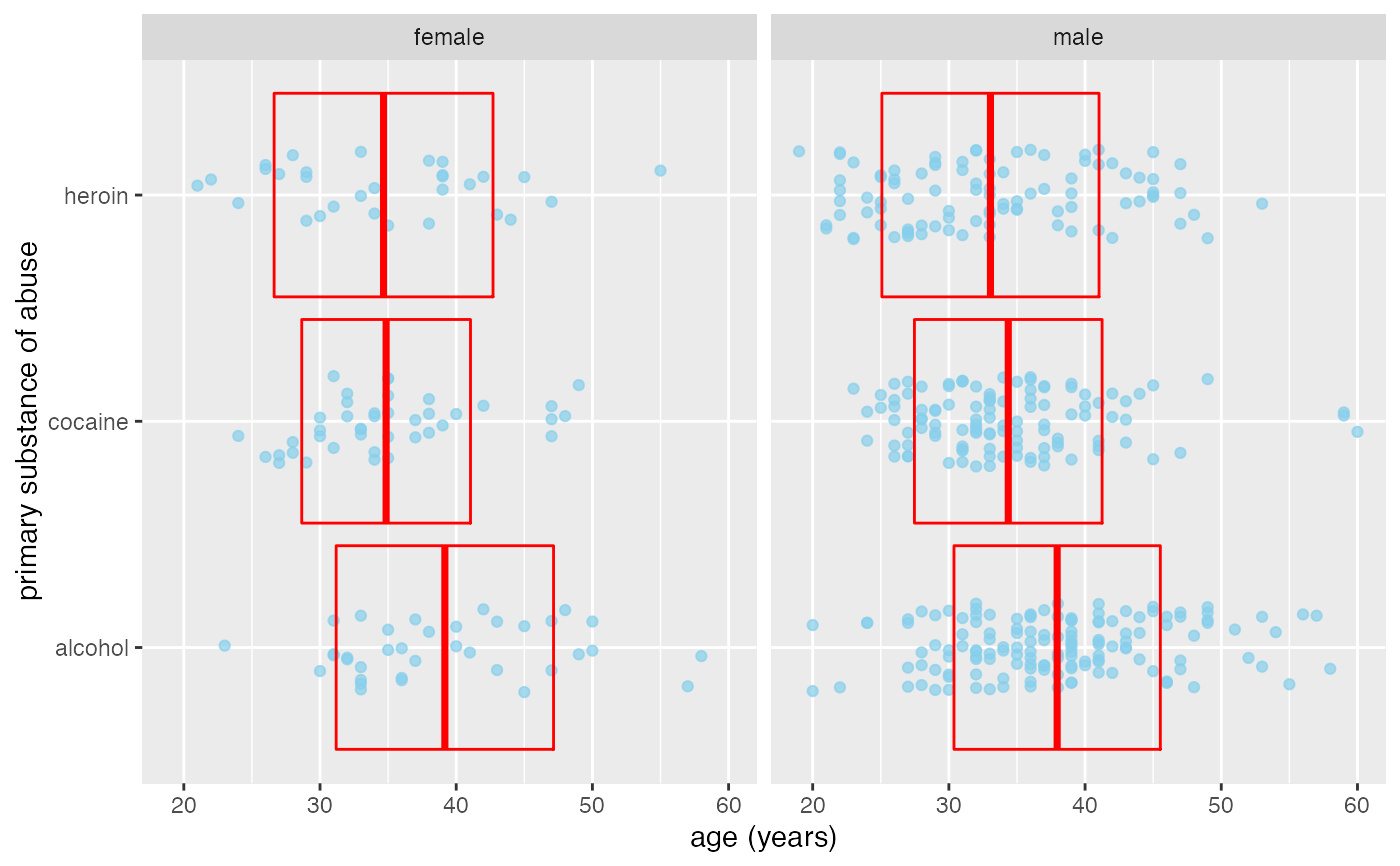 female
male
primary substance of abuse
heroin
cocaine
alcohol
20 30 40 50 60
20 30 40 50 60
age (years)